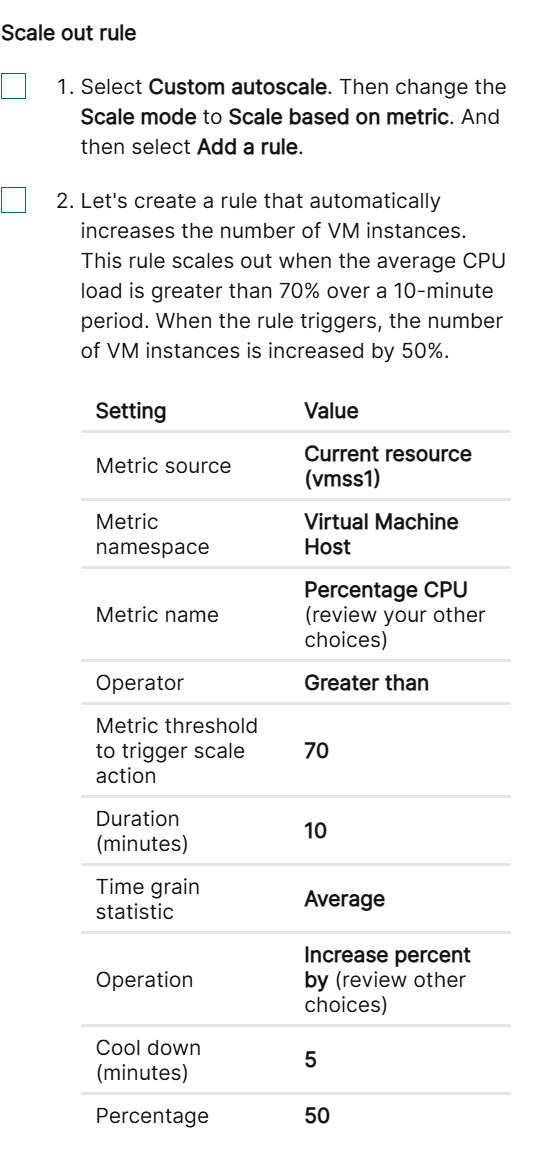 Scale out rule
1. Select Custom autoscale. Then change the
Scale mode to Scale based on metric. And
then select Add a rule.
2. Let's create a rule that automatically
increases the number of VM instances.
This rule scales out when the average CPU
load is greater than 70% over a 10-minute
period. When the rule triggers, the number
of VM instances is increased by 50%.
Setting Value
Metric source Current resource
(vmss1)
Metric Virtual Machine
namespace Host
Metric name Percentage CPU
(review your other
choices)
Operator Greater than
Metric threshold
to trigger scale 70
action
Duration
(minutes) 10
Time grain
statistic Average
Operation Increase percent
by (review other
choices)
Cool down
(minutes) 5
Percentage 50